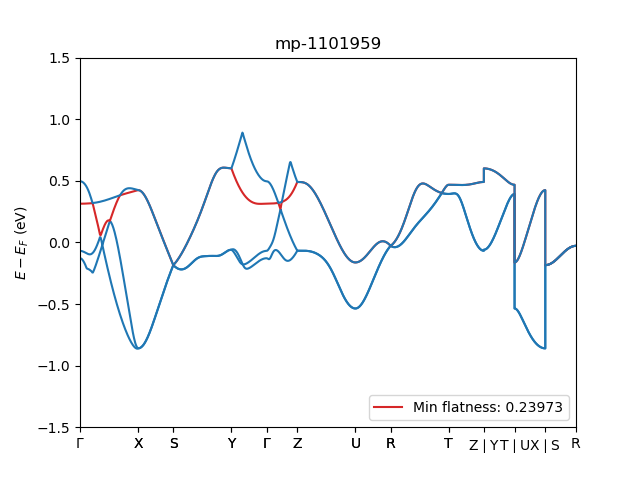 mp-1101959
E − E_F (eV)
1.5
1.0
0.5
0.0
−0.5
−1.0
−1.5
Min flatness: 0.23973
Γ X S Y Γ Z U R T Z | Y T | U X | S R